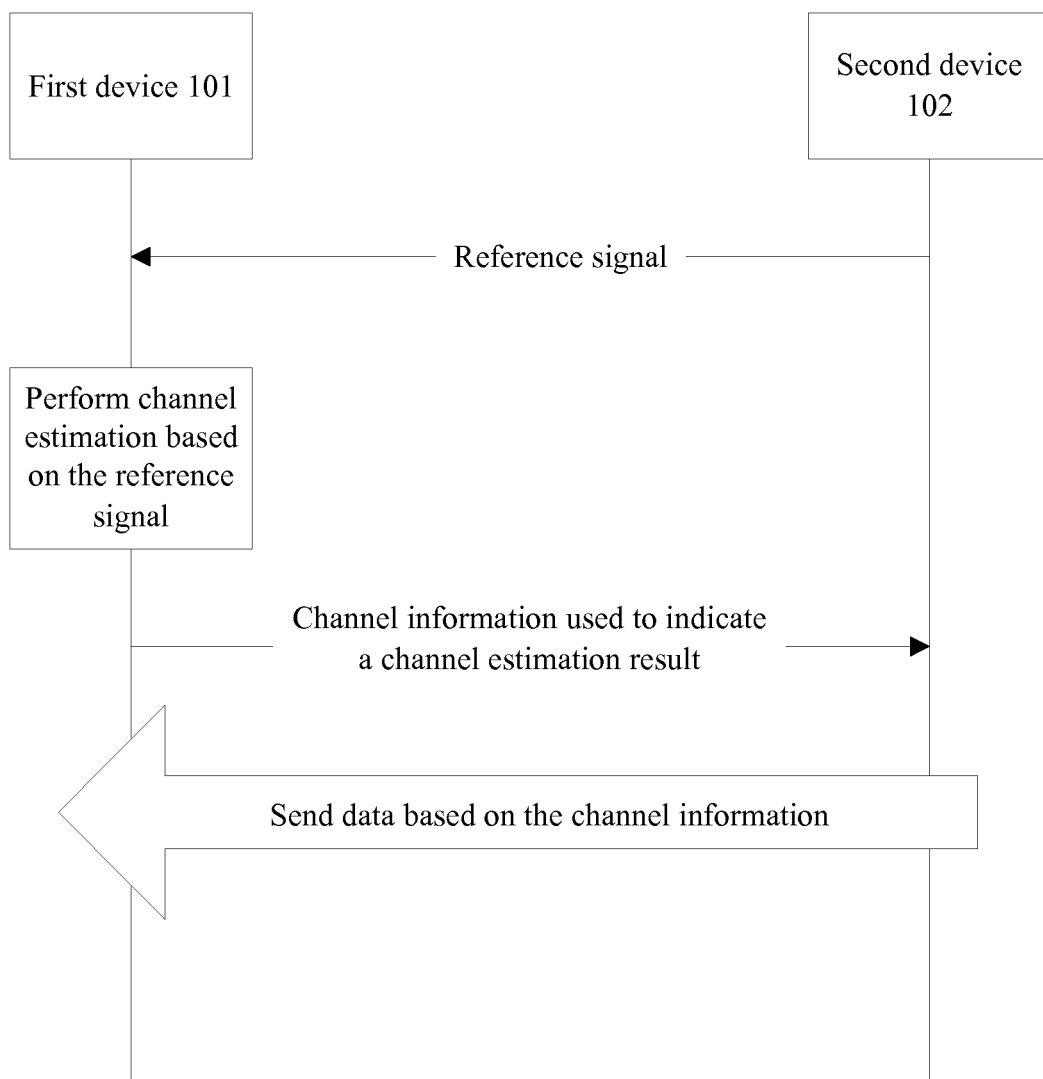 First device 101
Second device
102
Reference signal
Perform channel
estimation based
on the reference
signal
Channel information used to indicate
a channel estimation result
Send data based on the channel information